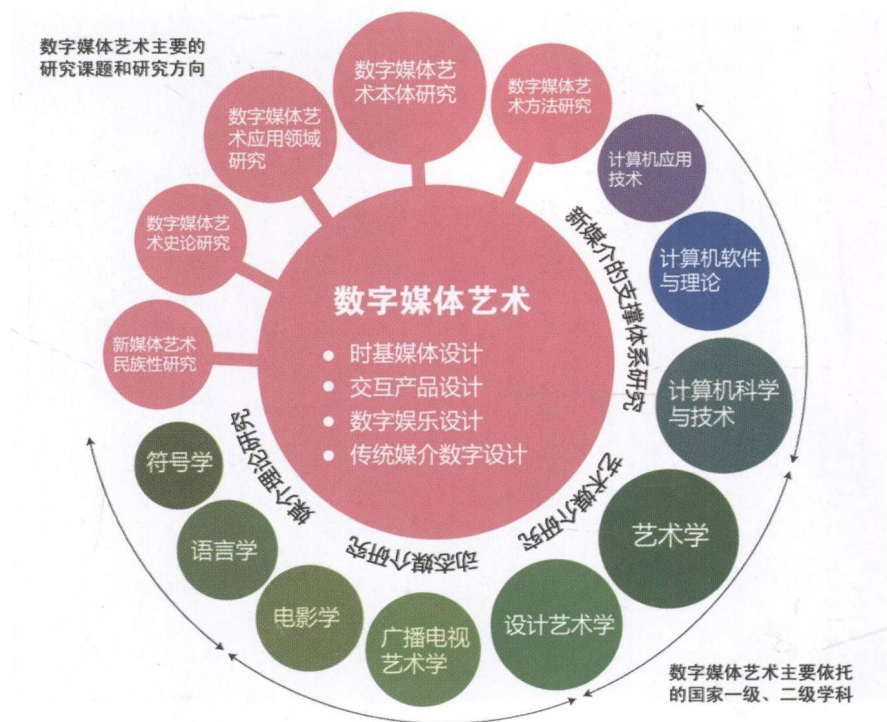 数字媒体艺术主要的
研究课题和研究方向
数字媒体艺
术本体研究
数字媒体艺
术方法研究
数字媒体艺
术应用领域
研究
数字媒体艺
术史论研究
新媒体艺术
民族性研究
数字媒体艺术
时基媒体设计
交互产品设计
数字娱乐设计
传统媒介数字设计
新媒介的支撑体系研究
艺术媒介研究
动态媒介研究
媒介理论研究
计算机应用
技术
计算机软件
与理论
计算机科学
与技术
艺术学
设计艺术学
广播电视
艺术学
电影学
语言学
符号学
数字媒体艺术主要依托
的国家一级、二级学科